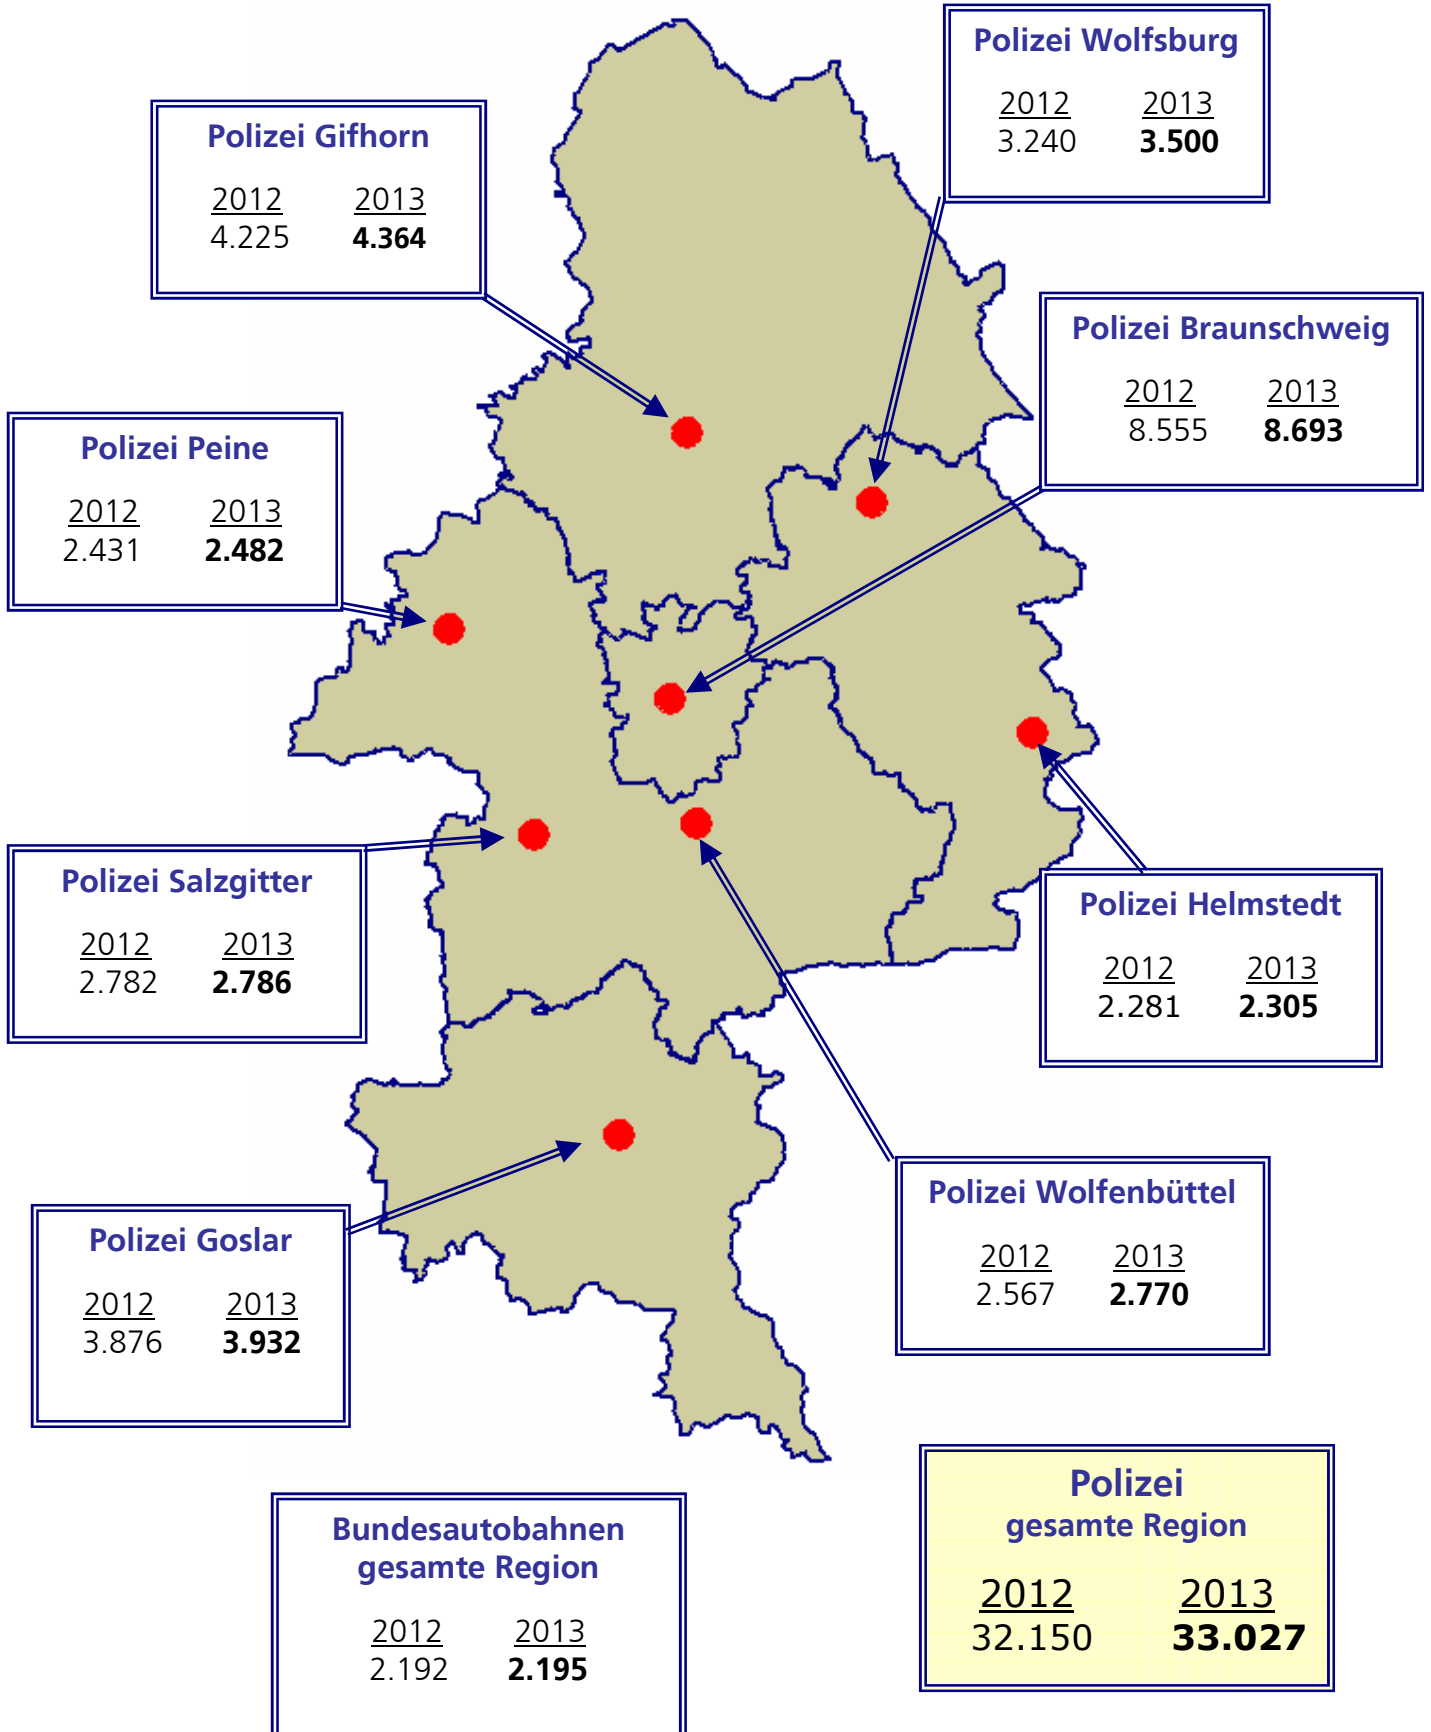 Polizei Wolfsburg
2012 2013
3.240 3.500
Polizei Gifhorn
2012 2013
4.225 4.364
Polizei Braunschweig
2012 2013
8.555 8.693
Polizei Peine
2012 2013
2.431 2.482
Polizei Salzgitter
2012 2013
2.782 2.786
Polizei Helmstedt
2012 2013
2.281 2.305
Polizei Wolfenbüttel
2012 2013
2.567 2.770
Polizei Goslar
2012 2013
3.876 3.932
Polizei
gesamte Region
2012 2013
32.150 33.027
Bundesautobahnen
gesamte Region
2012 2013
2.192 2.195